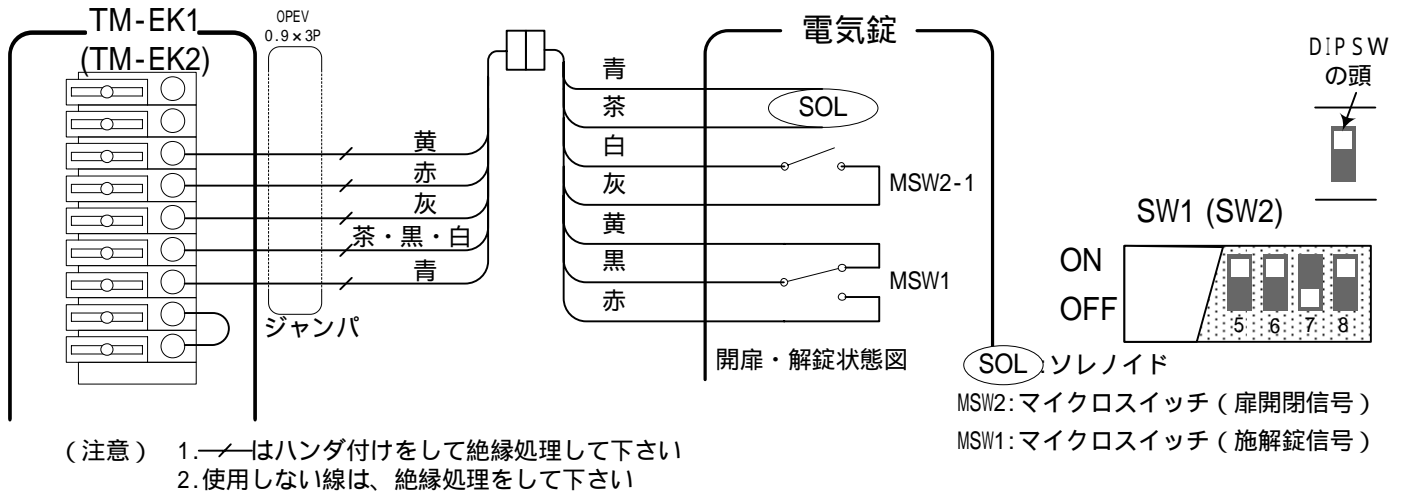 TM-EK1
(TM-EK2)
OPEV
0.9×3P
黄
赤
灰
茶・黒・白
青
ジャンパ
電気錠
青
茶
白
灰
黄
黒
赤
SOL
MSW2-1
MSW1
開扉・解錠状態図
DIPSW
の頭
SW1 (SW2)
ON
OFF
5 6 7 8
SOL:ソレノイド
MSW2:マイクロスイッチ(扉開閉信号)
MSW1:マイクロスイッチ(施解錠信号)
(注意) 1.はハンダ付けをして絶縁処理して下さい
2.使用しない線は、絶縁処理をして下さい